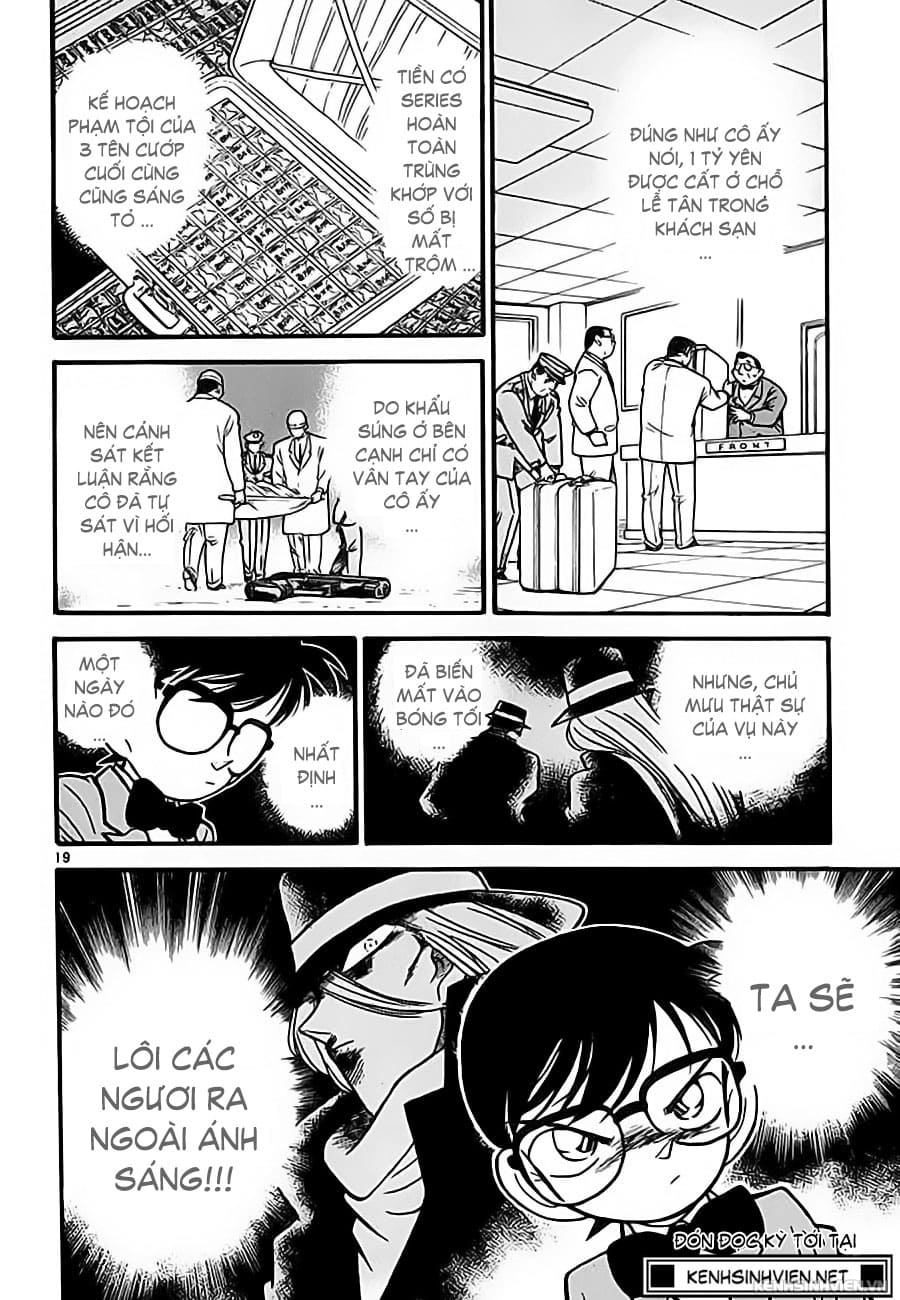 ĐÚNG NHƯ CÔ ẤY
NÓI, 1 TỶ YÊN
ĐƯỢC CẤT Ở CHỖ
LỄ TÂN TRONG
KHÁCH SẠN
...
FRONT
TIỀN CÓ
SERIES
HOÀN
TOÀN
TRÙNG
KHỚP VỚI
SỐ BỊ
MẤT
TRỘM ...
KẾ HOẠCH
PHẠM TỘI CỦA
3 TÊN CƯỚP
CUỐI CÙNG
CŨNG SÁNG
TỎ ...
DO KHẨU
SÚNG Ở BÊN
CẠNH CHỈ CÓ
VÂN TAY CỦA
CÔ ẤY
...
NÊN CẢNH
SÁT KẾT
LUẬN RẰNG
CÔ ĐÃ TỰ
SÁT VÌ HỐI
HẬN...
NHƯNG, CHỦ
MƯU THẬT SỰ
CỦA VỤ NÀY
...
ĐÃ BIẾN
MẤT VÀO
BÓNG TỐI
...
NHẤT
ĐỊNH
...
MỘT
NGÀY
NÀO ĐÓ
...
19
TA SẼ
...
LÔI CÁC
NGƯƠI RA
NGOÀI ÁNH
SÁNG!!!
ĐÓN ĐỌC KỲ TỚI TẠI
KENHSINHVIEN.NET
KENHSINHVIEN.VN